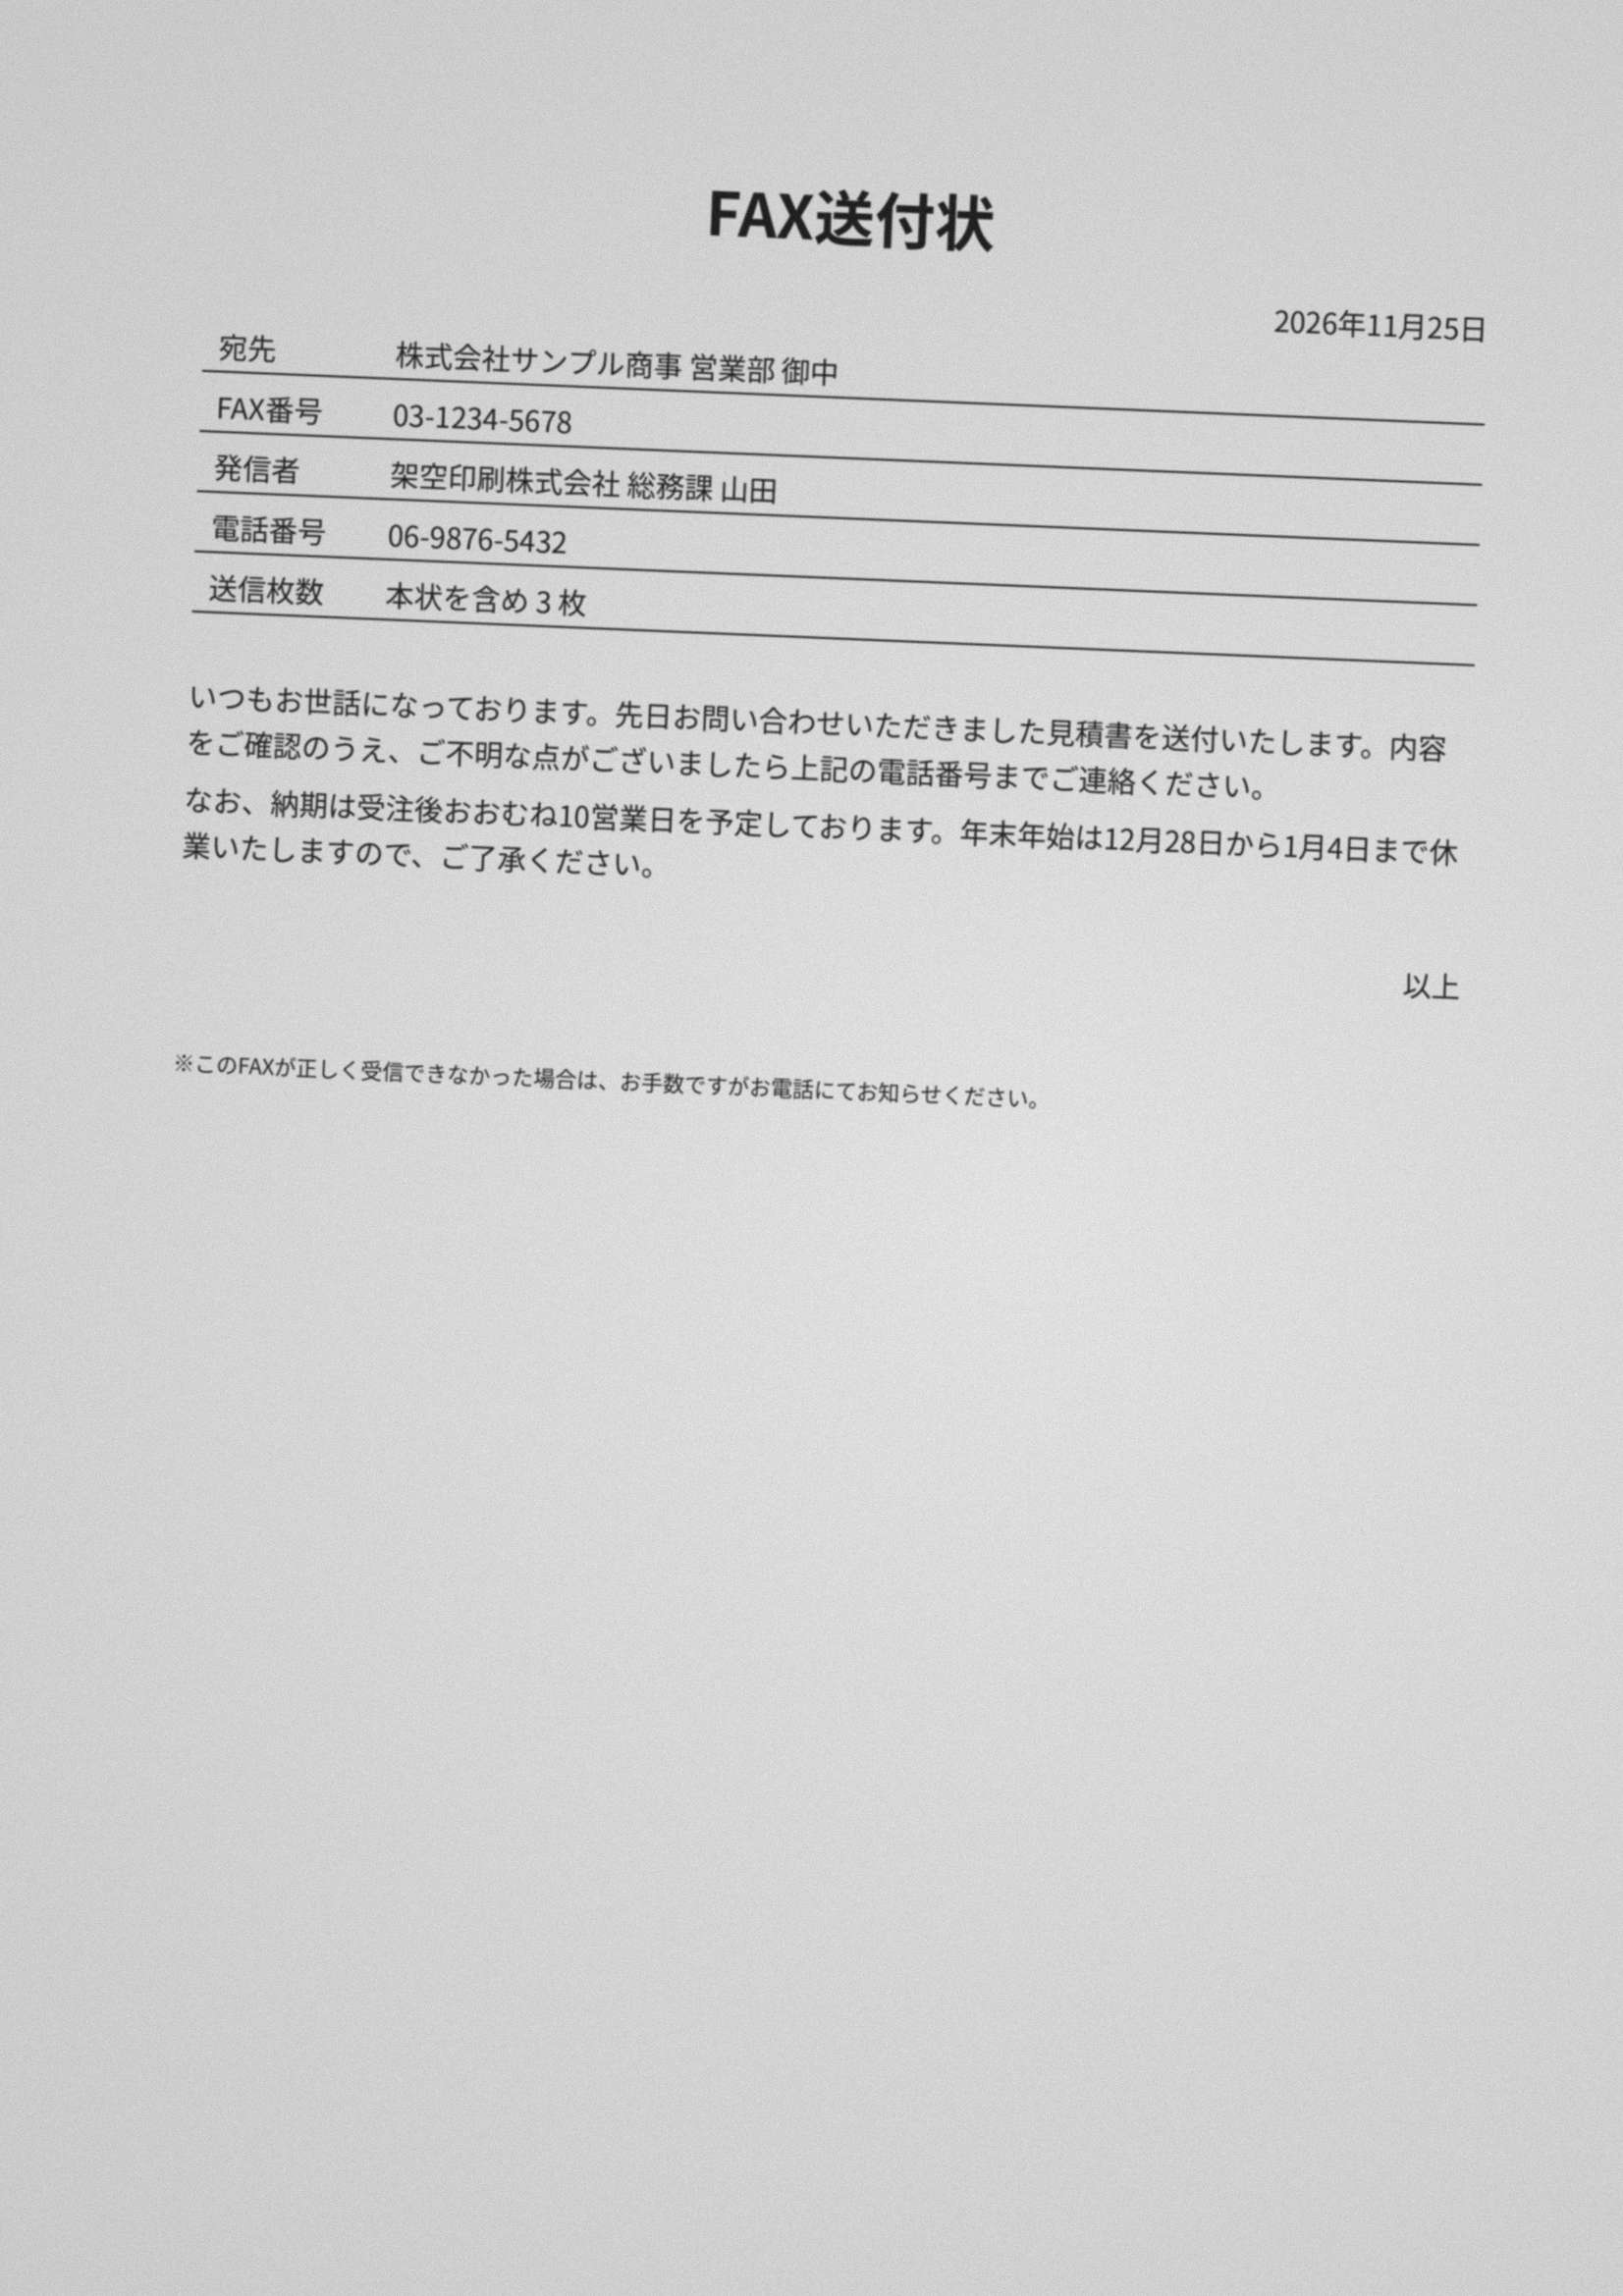 FAX送付状
2026年11月25日
宛先 株式会社サンプル商事 営業部 御中
FAX番号 03-1234-5678
発信者 架空印刷株式会社 総務課 山田
電話番号 06-9876-5432
送信枚数 本状を含め 3 枚
いつもお世話になっております。先日お問い合わせいただきました見積書を送付いたします。内容
をご確認のうえ、ご不明な点がございましたら上記の電話番号までご連絡ください。
なお、納期は受注後おおむね10営業日を予定しております。年末年始は12月28日から1月4日まで休
業いたしますので、ご了承ください。
以上
※このFAXが正しく受信できなかった場合は、お手数ですがお電話にてお知らせください。